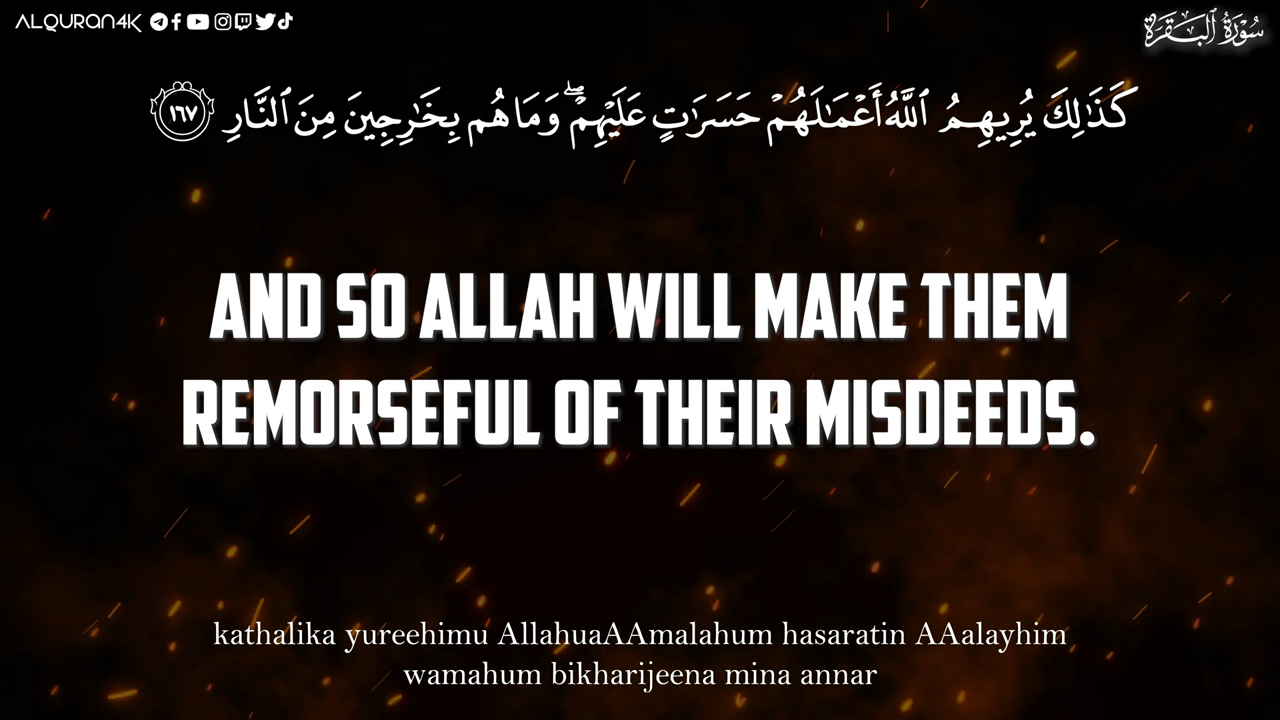 ALQURAN4K
سُورَةُ ٱلْبَقَرَةِ
كَذَٰلِكَ يُرِيهِمُ ٱللَّهُ أَعْمَـٰلَهُمْ حَسَرَٰتٍ عَلَيْهِمْ ۖ وَمَا هُم بِخَـٰرِجِينَ مِنَ ٱلنَّارِ ١٦٧
AND SO ALLAH WILL MAKE THEM
REMORSEFUL OF THEIR MISDEEDS.
kathalika yureehimu AllahuaAAmalahum hasaratin AAalayhim
wamahum bikharijeena mina annar